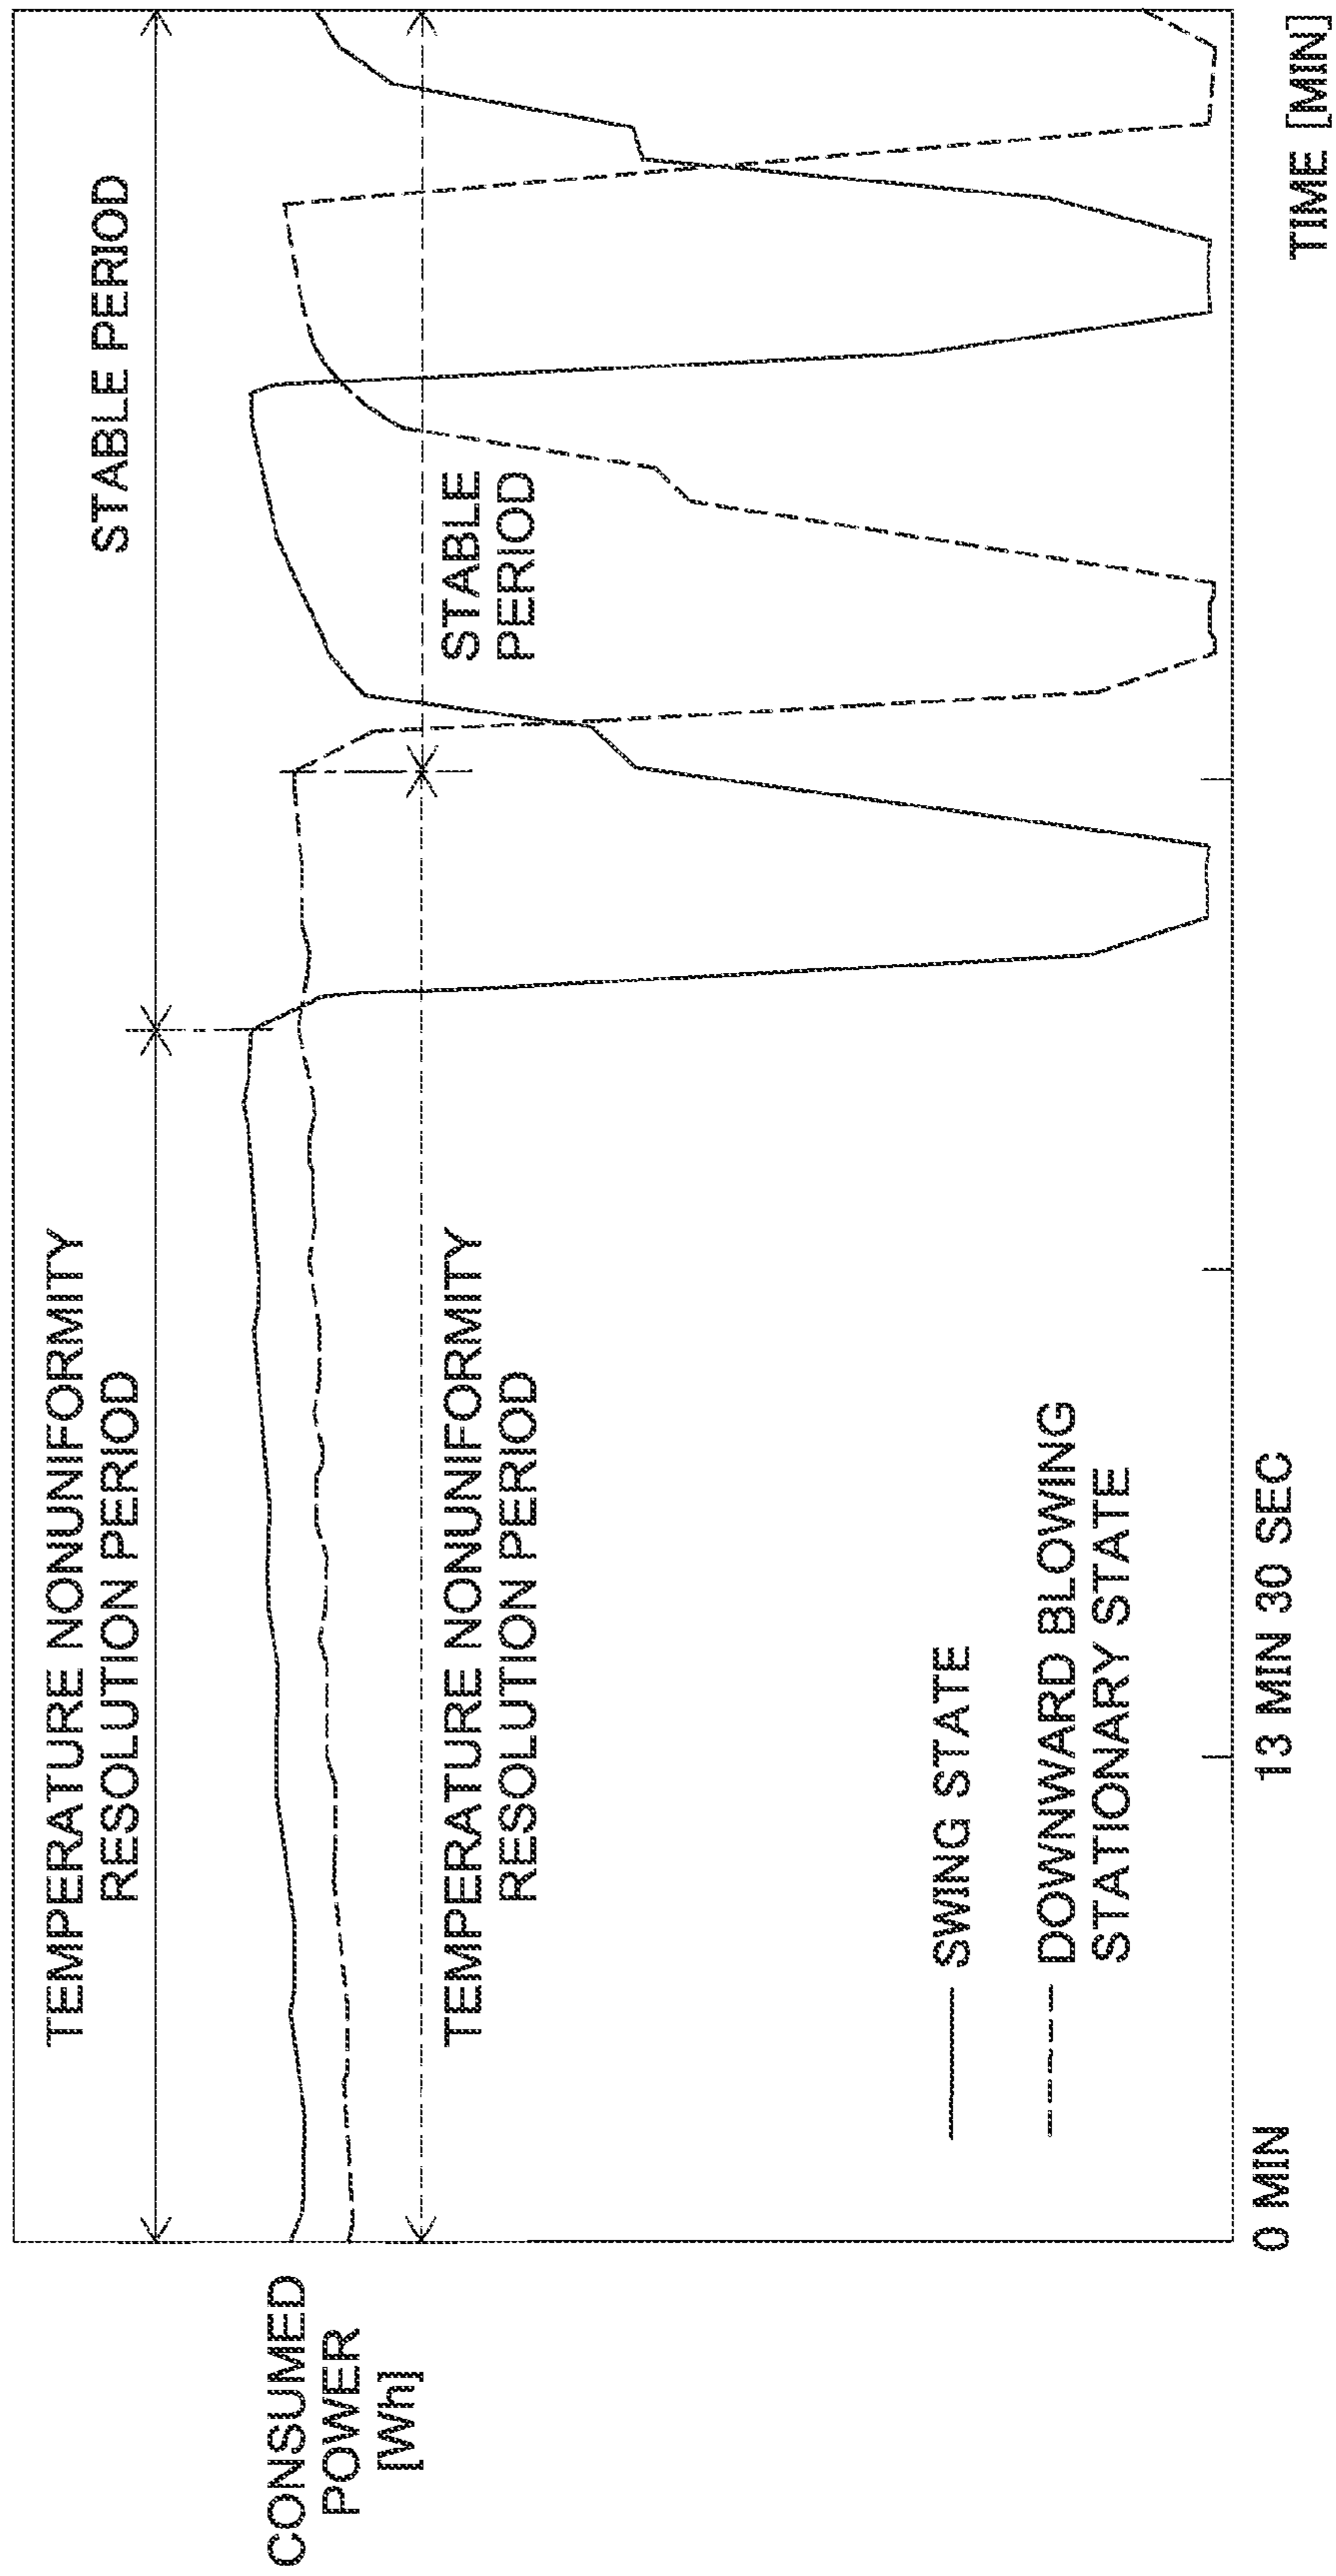 TEMPERATURE NONUNIFORMITY
RESOLUTION PERIOD
STABLE PERIOD
CONSUMED
POWER
[Wh]
TEMPERATURE NONUNIFORMITY
RESOLUTION PERIOD
STABLE
PERIOD
SWING STATE
DOWNWARD BLOWING
STATIONARY STATE
0 MIN
13 MIN 30 SEC
TIME [MIN]